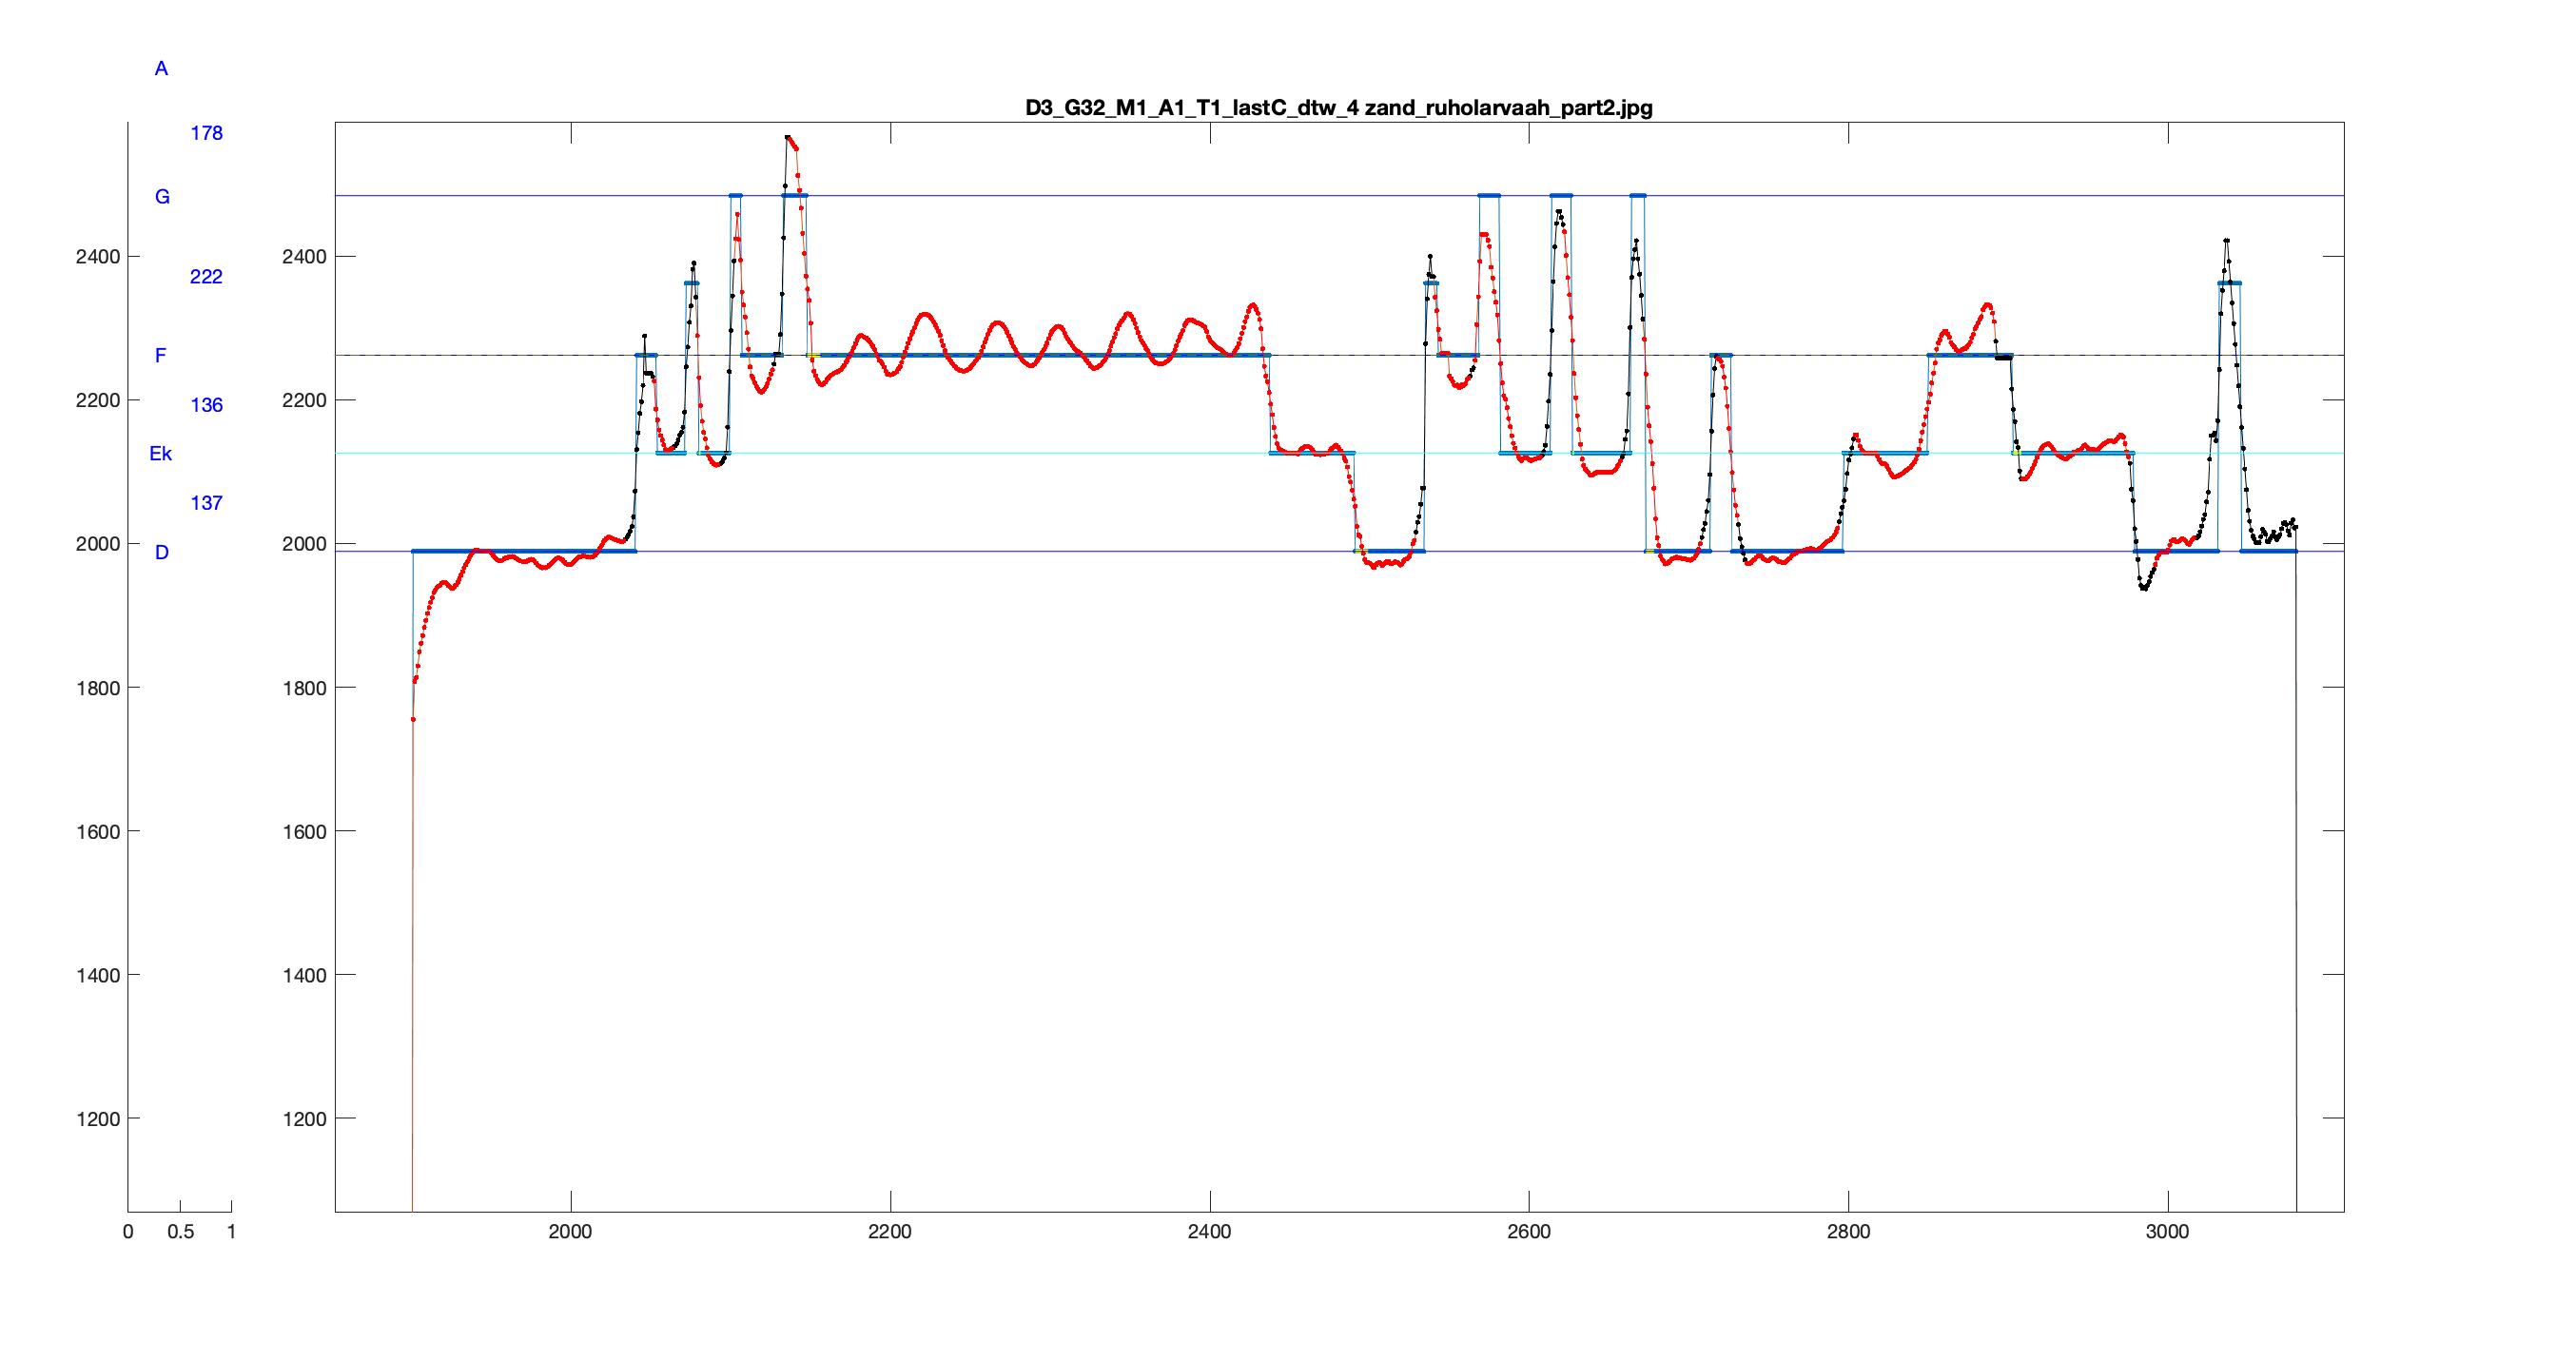 A
D3_G32_M1_A1_T1_lastC_dtw_4 zand_ruholarvaah_part2.jpg
178
G
2400 222 2400
F
2200 136 2200
Ek
137
2000 D 2000
1800 1800
1600 1600
1400 1400
1200 1200
0 0.5 1 2000 2200 2400 2600 2800 3000